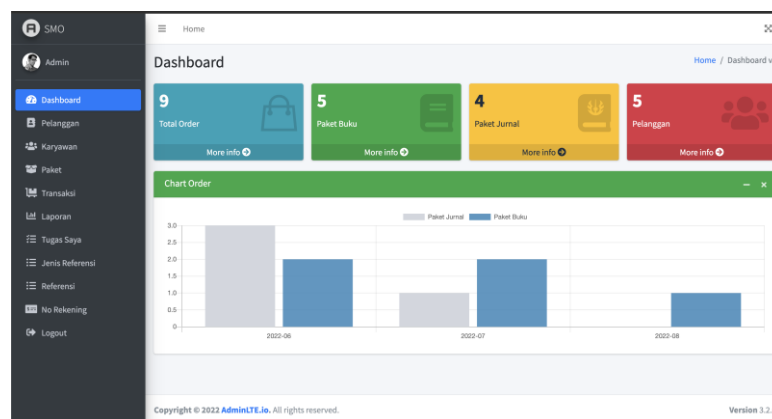 SMO
Home
Admin
Dashboard
Home / Dashboard v
Dashboard
Pelanggan
Karyawan
Paket
Transaksi
Laporan
Tugas Saya
Jenis Referensi
Referensi
No Rekening
Logout
9
Total Order
More info
5
Paket Buku
More info
4
Paket Jurnal
More info
5
Pelanggan
More info
Chart Order
Paket Jurnal Paket Buku
3.0
2.5
2.0
1.5
1.0
0.5
0
2022-06 2022-07 2022-08
Copyright © 2022 AdminLTE.io. All rights reserved.
Version 3.2.